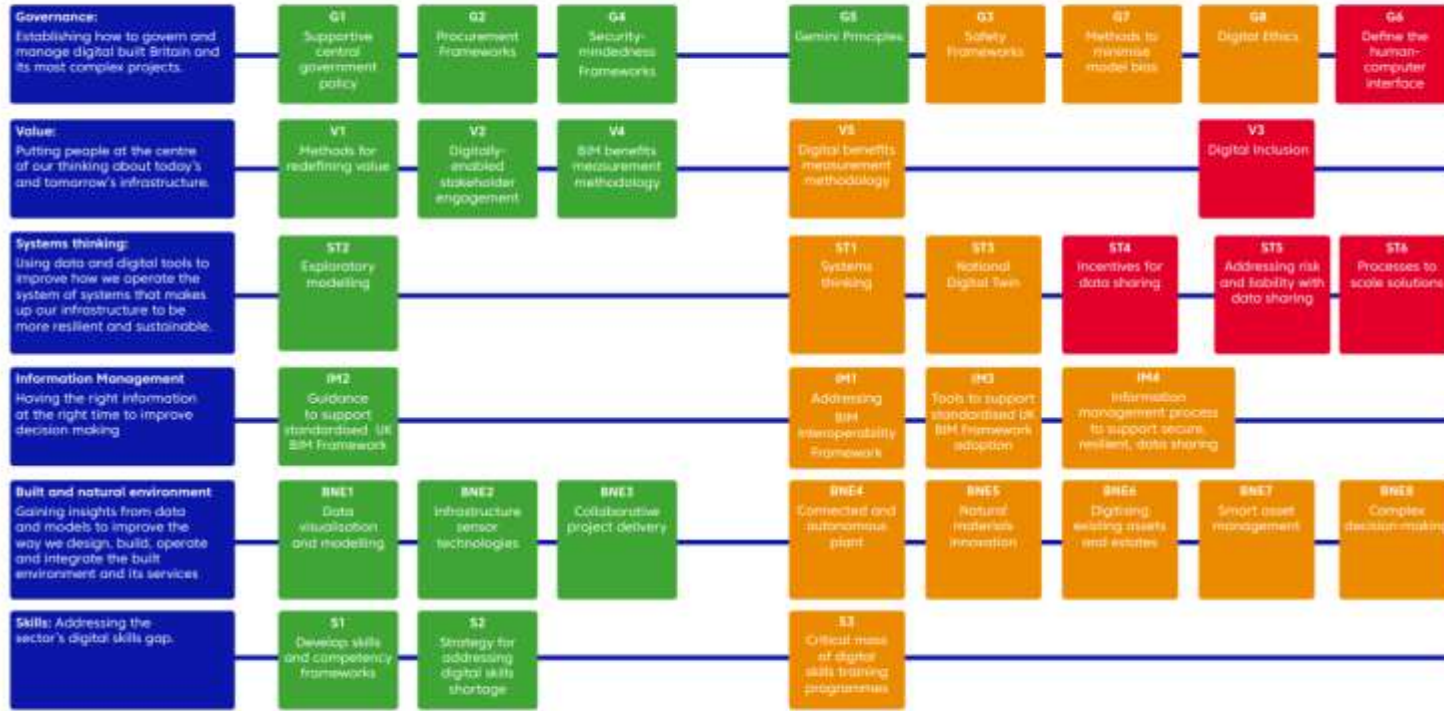 Governance:
Establishing how to govern and
manage digital built Britain and
its most complex projects.
G1
Supportive
central
government
policy
G2
Procurement
Frameworks
G4
Security-
mindedness
Frameworks
G5
Gemini Principles
G3
Safety
Frameworks
G7
Methods to
minimise
model bias
G8
Digital Ethics
G6
Define the
human-
computer
interface
Value:
Putting people at the centre
of our thinking about today's
and tomorrow's infrastructure.
V1
Methods for
redefining value
V2
Digitally-
enabled
stakeholder
engagement
V4
BIM benefits
measurement
methodology
V5
Digital benefits
measurement
methodology
V3
Digital Inclusion
Systems thinking:
Using data and digital tools to
improve how we operate the
system of systems that makes
up our infrastructure to be
more resilient and sustainable.
ST2
Exploratory
modelling
ST1
Systems
thinking
ST3
National
Digital Twin
ST4
Incentives for
data sharing
ST5
Addressing risk
and liability with
data sharing
ST6
Processes to
scale solutions
Information Management
Having the right information
at the right time to improve
decision making
IM2
Guidance
to support
standardised UK
BIM Framework
IM1
Addressing
BIM
Interoperability
Framework
IM3
Tools to support
standardised UK
BIM Framework
adoption
IM4
Information
management process
to support secure,
resilient, data sharing
Built and natural environment
Gaining insights from data
and models to improve the
way we design, build, operate
and integrate the built
environment and its services
BNE1
Data
visualisation
and modelling
BNE2
Infrastructure
sensor
technologies
BNE3
Collaborative
project delivery
BNE4
Connected and
autonomous
plant
BNE5
Natural
materials
innovation
BNE6
Digitising
existing assets
and estates
BNE7
Smart asset
management
BNE8
Complex
decision-making
Skills: Addressing the
sector's digital skills gap.
S1
Develop skills
and competency
frameworks
S2
Strategy for
addressing
digital skills
shortage
S3
Critical mass
of digital
skills training
programmes